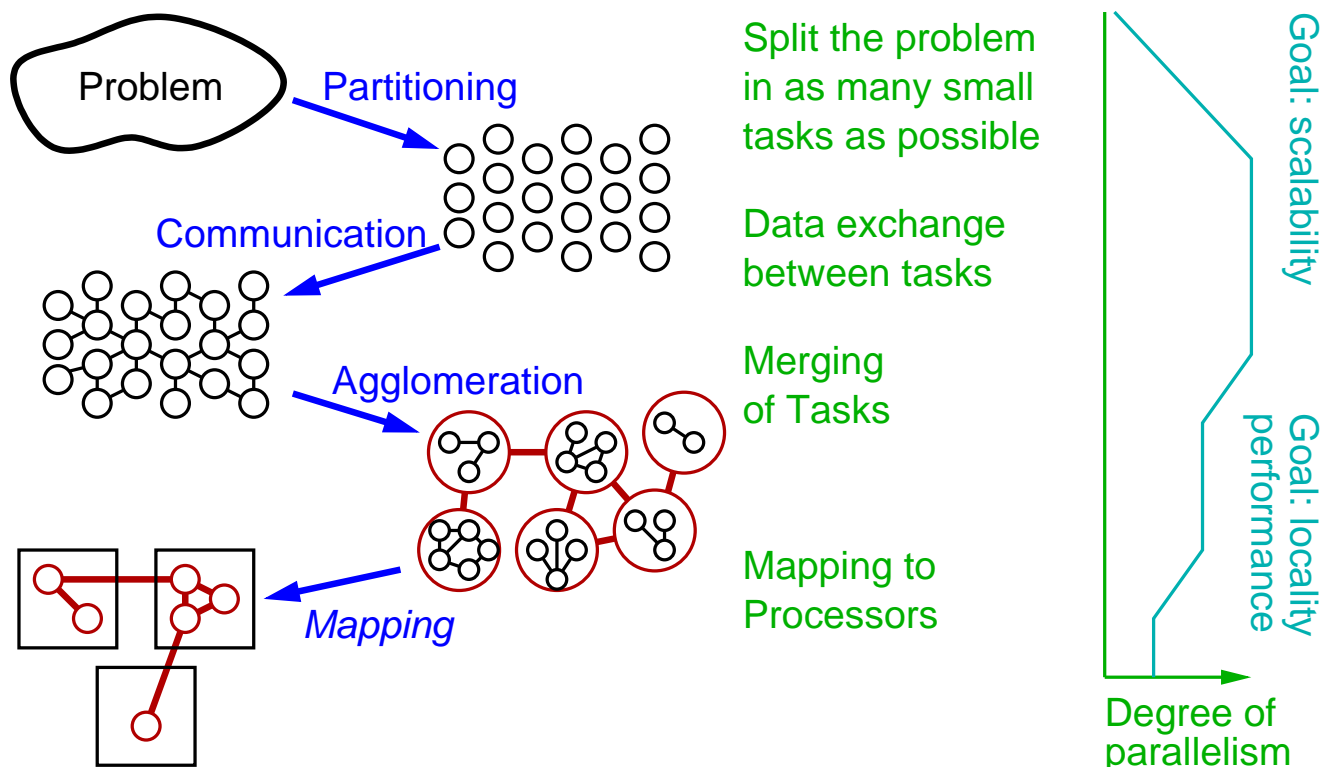 Problem
Partitioning
Split the problem
in as many small
tasks as possible
Communication
Data exchange
between tasks
Agglomeration
Merging
of Tasks
Mapping
Mapping to
Processors
Goal: scalability
Goal: locality
performance
Degree of
parallelism